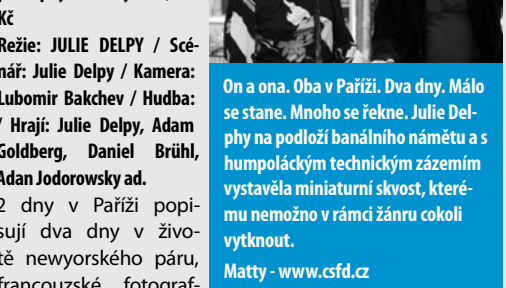 Kč
Režie: JULIE DELPY / Scé-
nář: Julie Delpy / Kamera:
Lubomir Bakchev / Hudba:
/ Hrají: Julie Delpy, Adam
Goldberg, Daniel Brühl,
Adan Jodorowsky ad.
2 dny v Paříži popi-
sují dva dny v živo-
tě newyorského páru,
francouzské fotograf-
On a ona. Oba v Paříži. Dva dny. Málo
se stane. Mnoho se řekne. Julie Del-
phy na podloží banálního námětu a s
humpoláckým technickým zázemím
vystavěla miniaturní skvost, které-
mu nemožno v rámci žánru cokoli
vytknout.
Matty - www.csfd.cz